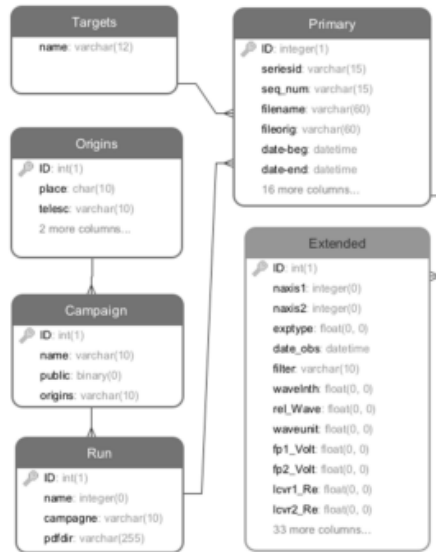 Targets
name: varchar(12)
Origins
ID: int(1)
place: char(10)
telesc: varchar(10)
2 more columns...
Campaign
ID: int(1)
name: varchar(10)
public: binary(0)
origins: varchar(10)
Run
ID: int(1)
name: integer(0)
campagne: varchar(10)
pdfdir: varchar(255)
Primary
ID: integer(1)
seriesid: varchar(15)
seq_num: varchar(15)
filename: varchar(60)
fileorig: varchar(60)
date-beg: datetime
date-end: datetime
16 more columns...
Extended
ID: int(1)
naxis1: integer(0)
naxis2: integer(0)
exptype: float(0, 0)
date_obs: datetime
filter: varchar(10)
wavelnth: float(0, 0)
rel_Wave: float(0, 0)
waveunit: float(0, 0)
fp1_Volt: float(0, 0)
fp2_Volt: float(0, 0)
lcvr1_Re: float(0, 0)
lcvr2_Re: float(0, 0)
33 more columns...